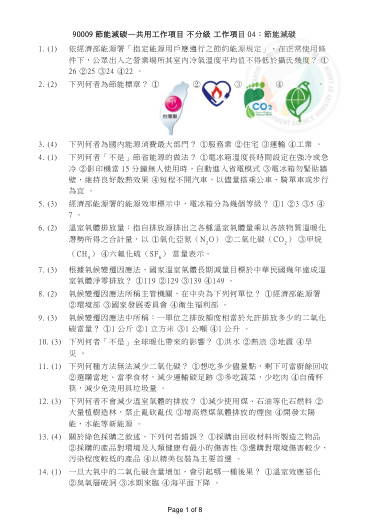 90009 節能減碳—共用工作項目 不分級 工作項目 04：節能減碳
1. (1) 依經濟部能源署「指定能源用戶應遵行之節約能源規定」，在正常使用條
件下，公眾出入之營業場所其室內冷氣溫度平均值不得低於攝氏幾度？ ①
26 ②25 ③24 ④22 。
2. (2) 下列何者為節能標章？ ① ② ③ ④ 。
台灣製
CO2
3. (4) 下列何者為國內能源消費最大部門？ ①服務業 ②住宅 ③運輸 ④工業 。
4. (1) 下列何者「不是」節省能源的做法？ ①電冰箱溫度長時間設定在強冷或急
冷 ②影印機當 15 分鐘無人使用時，自動進入省電模式 ③電冰箱勿緊貼牆
壁，維持良好散熱效果 ④短程不開汽車，以儘量搭乘公車、騎單車或步行
為宜 。
5. (3) 經濟部能源署的能源效率標示中，電冰箱分為幾個等級？ ①1 ②3 ③5 ④
7 。
6. (2) 溫室氣體排放量：指自排放源排出之各種溫室氣體量乘以各該物質溫暖化
潛勢所得之合計量，以 ①氧化亞氮（N2O） ②二氧化碳（CO2） ③甲烷
（CH4） ④六氟化硫（SF6） 當量表示。
7. (3) 根據氣候變遷因應法，國家溫室氣體長期減量目標於中華民國幾年達成溫
室氣體淨零排放？ ①119 ②129 ③139 ④149 。
8. (2) 氣候變遷因應法所稱主管機關，在中央為下列何單位？ ①經濟部能源署
②環境部 ③國家發展委員會 ④衛生福利部 。
9. (3) 氣候變遷因應法中所稱：一單位之排放額度相當於允許排放多少的二氧化
碳當量？ ①1 公斤 ②1 立方米 ③1 公噸 ④1 公升 。
10. (3) 下列何者「不是」全球暖化帶來的影響？ ①洪水 ②熱浪 ③地震 ④旱
災 。
11. (1) 下列何種方法無法減少二氧化碳？ ①想吃多少儘量點，剩下可當廚餘回收
②選購當地、當季食材，減少運輸碳足跡 ③多吃蔬菜，少吃肉 ④自備杯
筷，減少免洗用具垃圾量 。
12. (3) 下列何者不會減少溫室氣體的排放？ ①減少使用煤、石油等化石燃料 ②
大量植樹造林，禁止亂砍亂伐 ③增高燃煤氣體排放的煙囪 ④開發太陽
能、水能等新能源 。
13. (4) 關於綠色採購之敘述，下列何者錯誤？ ①採購由回收材料所製造之物品
②採購的產品對環境及人類健康有最小的傷害性 ③選購對環境傷害較少、
污染程度較低的產品 ④以精美包裝為主要首選 。
14. (1) 一旦大氣中的二氧化碳含量增加，會引起哪一種後果？ ①溫室效應惡化
②臭氧層破洞 ③冰期來臨 ④海平面下降 。
Page 1 of 8